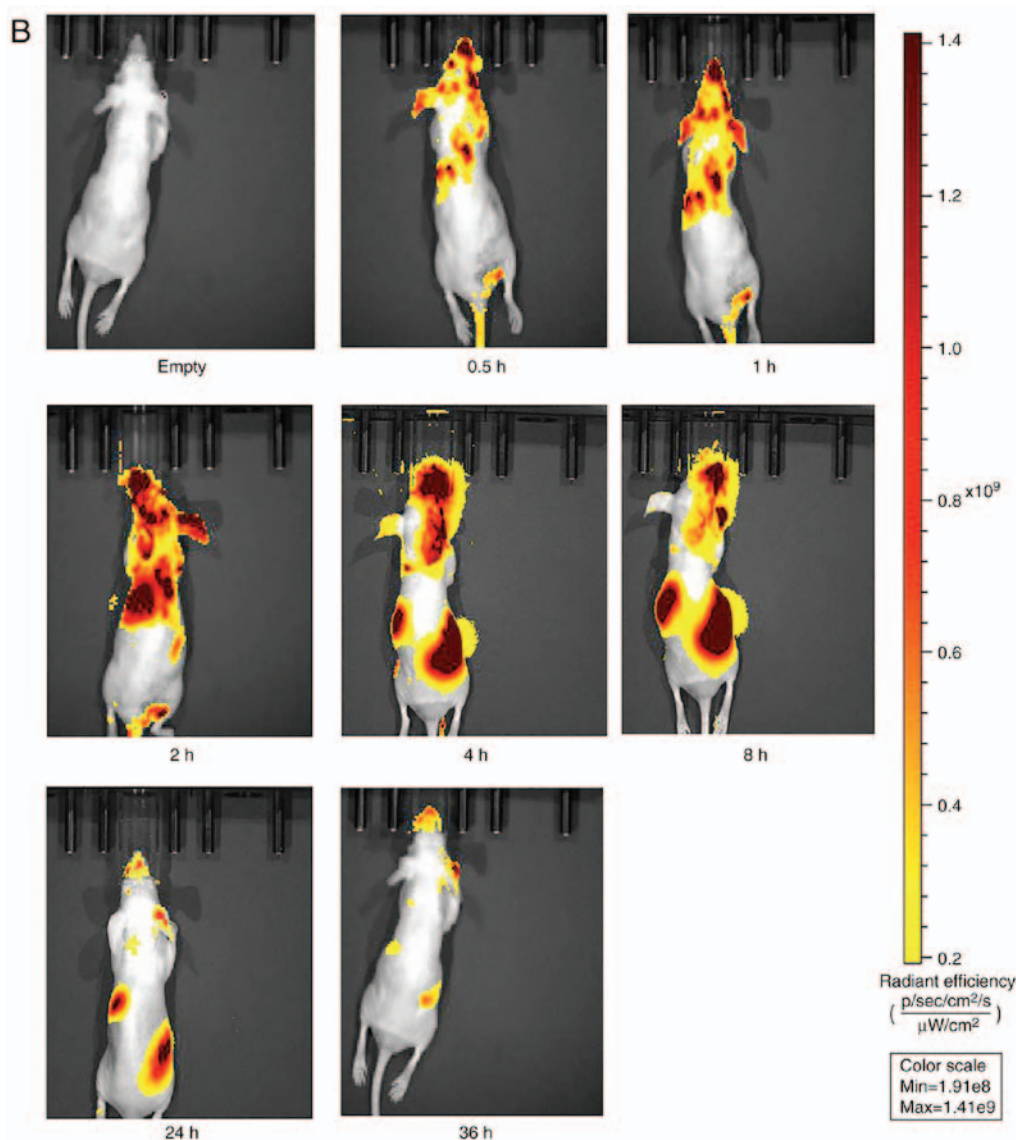 B
Empty
0.5 h
1 h
2 h
4 h
8 h
24 h
36 h
1.4
1.2
1.0
0.8
x10⁹
0.6
0.4
0.2
Radiant efficiency
( p/sec/cm²/s
µW/cm² )
Color scale
Min=1.91e8
Max=1.41e9